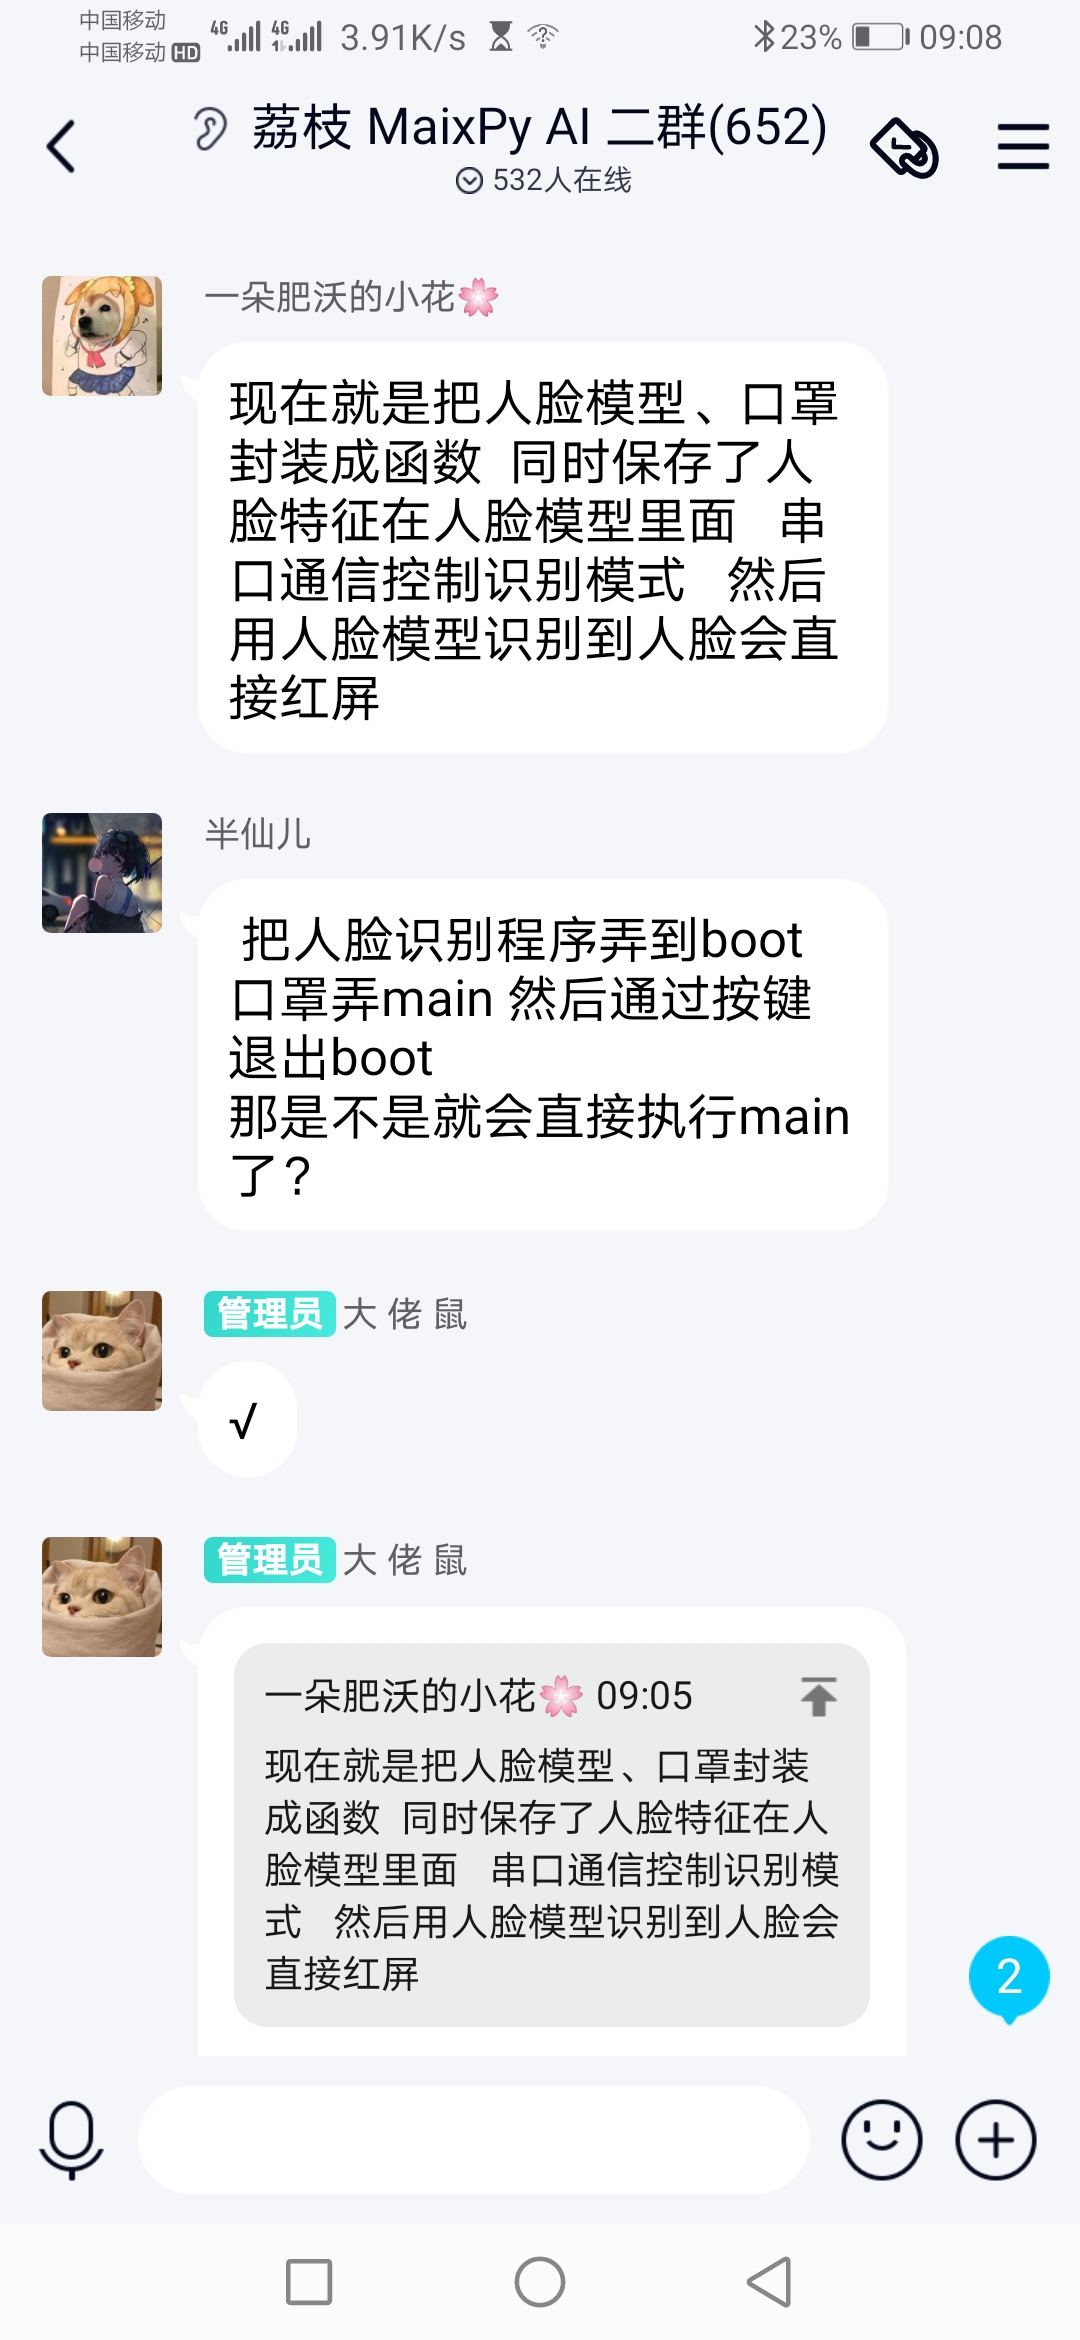 中国移动
中国移动 HD 4G 4G 3.91K/s 23% 09:08
荔枝 MaixPy AI 二群(652)
532人在线
一朵肥沃的小花🌸
现在就是把人脸模型、口罩
封装成函数 同时保存了人
脸特征在人脸模型里面 串
口通信控制识别模式 然后
用人脸模型识别到人脸会直
接红屏
半仙儿
把人脸识别程序弄到boot
口罩弄main 然后通过按键
退出boot
那是不是就会直接执行main
了?
管理员 大 佬 鼠
√
管理员 大 佬 鼠
一朵肥沃的小花🌸 09:05
现在就是把人脸模型、口罩封装
成函数 同时保存了人脸特征在人
脸模型里面 串口通信控制识别模
式 然后用人脸模型识别到人脸会
直接红屏
2